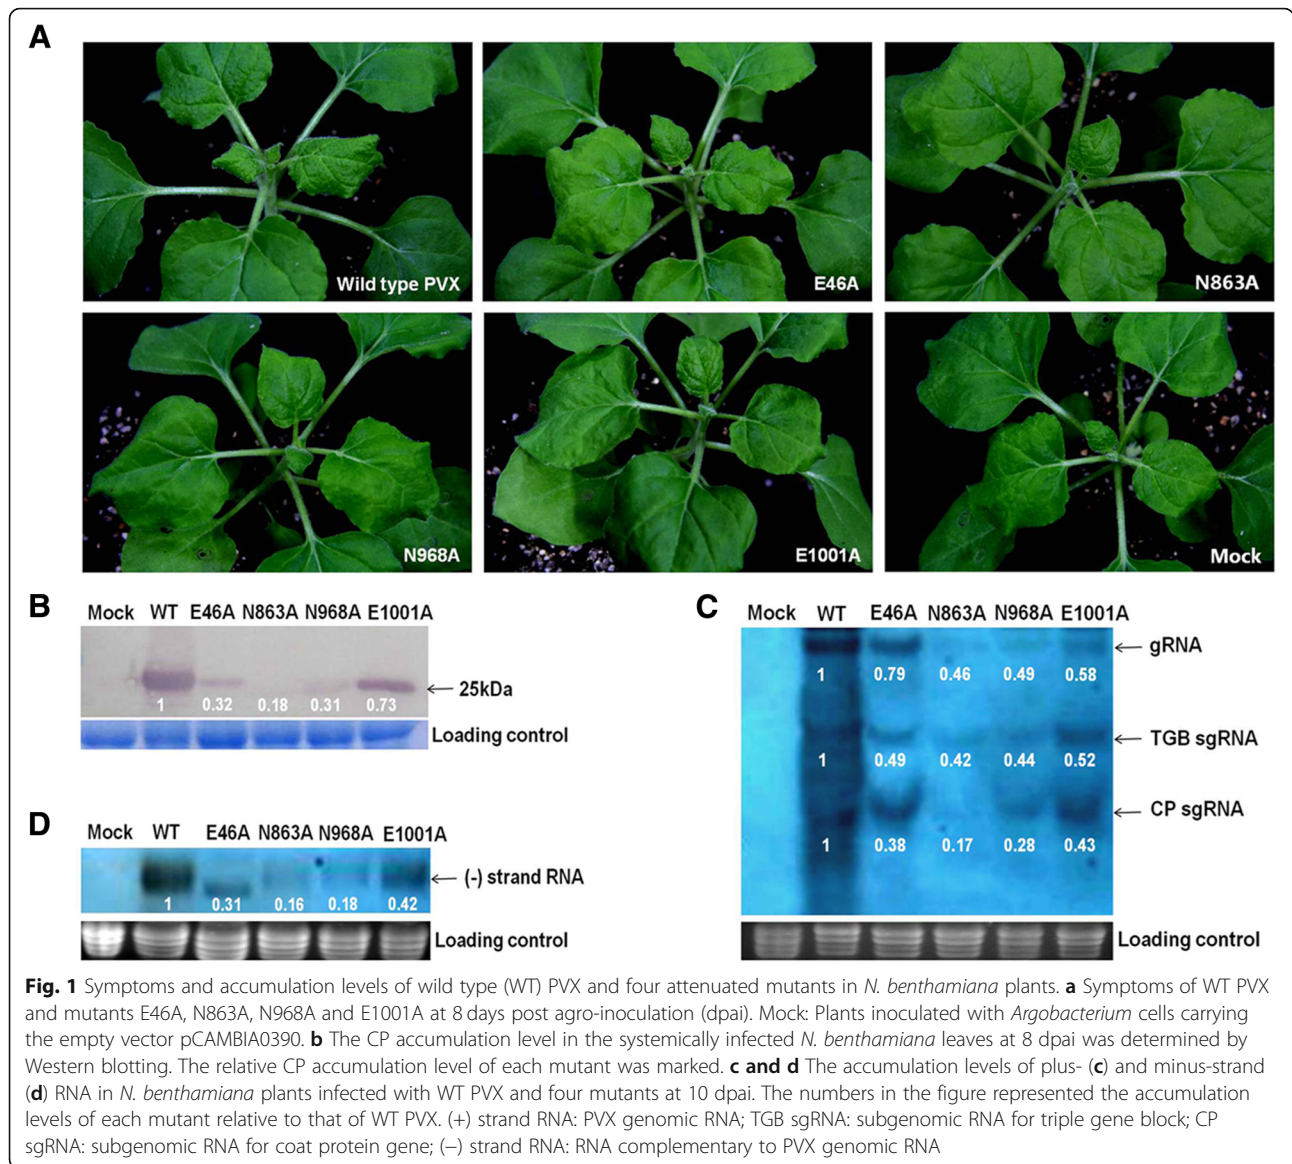 A
Wild type PVX
E46A
N863A
N968A
E1001A
Mock
B
Mock WT E46A N863A N968A E1001A
25kDa
1 0.32 0.18 0.31 0.73
Loading control
C
Mock WT E46A N863A N968A E1001A
gRNA
1 0.79 0.46 0.49 0.58
TGB sgRNA
1 0.49 0.42 0.44 0.52
CP sgRNA
1 0.38 0.17 0.28 0.43
Loading control
D
Mock WT E46A N863A N968A E1001A
(-) strand RNA
1 0.31 0.16 0.18 0.42
Loading control
Fig. 1 Symptoms and accumulation levels of wild type (WT) PVX and four attenuated mutants in N. benthamiana plants. a Symptoms of WT PVX
and mutants E46A, N863A, N968A and E1001A at 8 days post agro-inoculation (dpai). Mock: Plants inoculated with Argobacterium cells carrying
the empty vector pCAMBIA0390. b The CP accumulation level in the systemically infected N. benthamiana leaves at 8 dpai was determined by
Western blotting. The relative CP accumulation level of each mutant was marked. c and d The accumulation levels of plus- (c) and minus-strand
(d) RNA in N. benthamiana plants infected with WT PVX and four mutants at 10 dpai. The numbers in the figure represented the accumulation
levels of each mutant relative to that of WT PVX. (+) strand RNA: PVX genomic RNA; TGB sgRNA: subgenomic RNA for triple gene block; CP
sgRNA: subgenomic RNA for coat protein gene; (−) strand RNA: RNA complementary to PVX genomic RNA